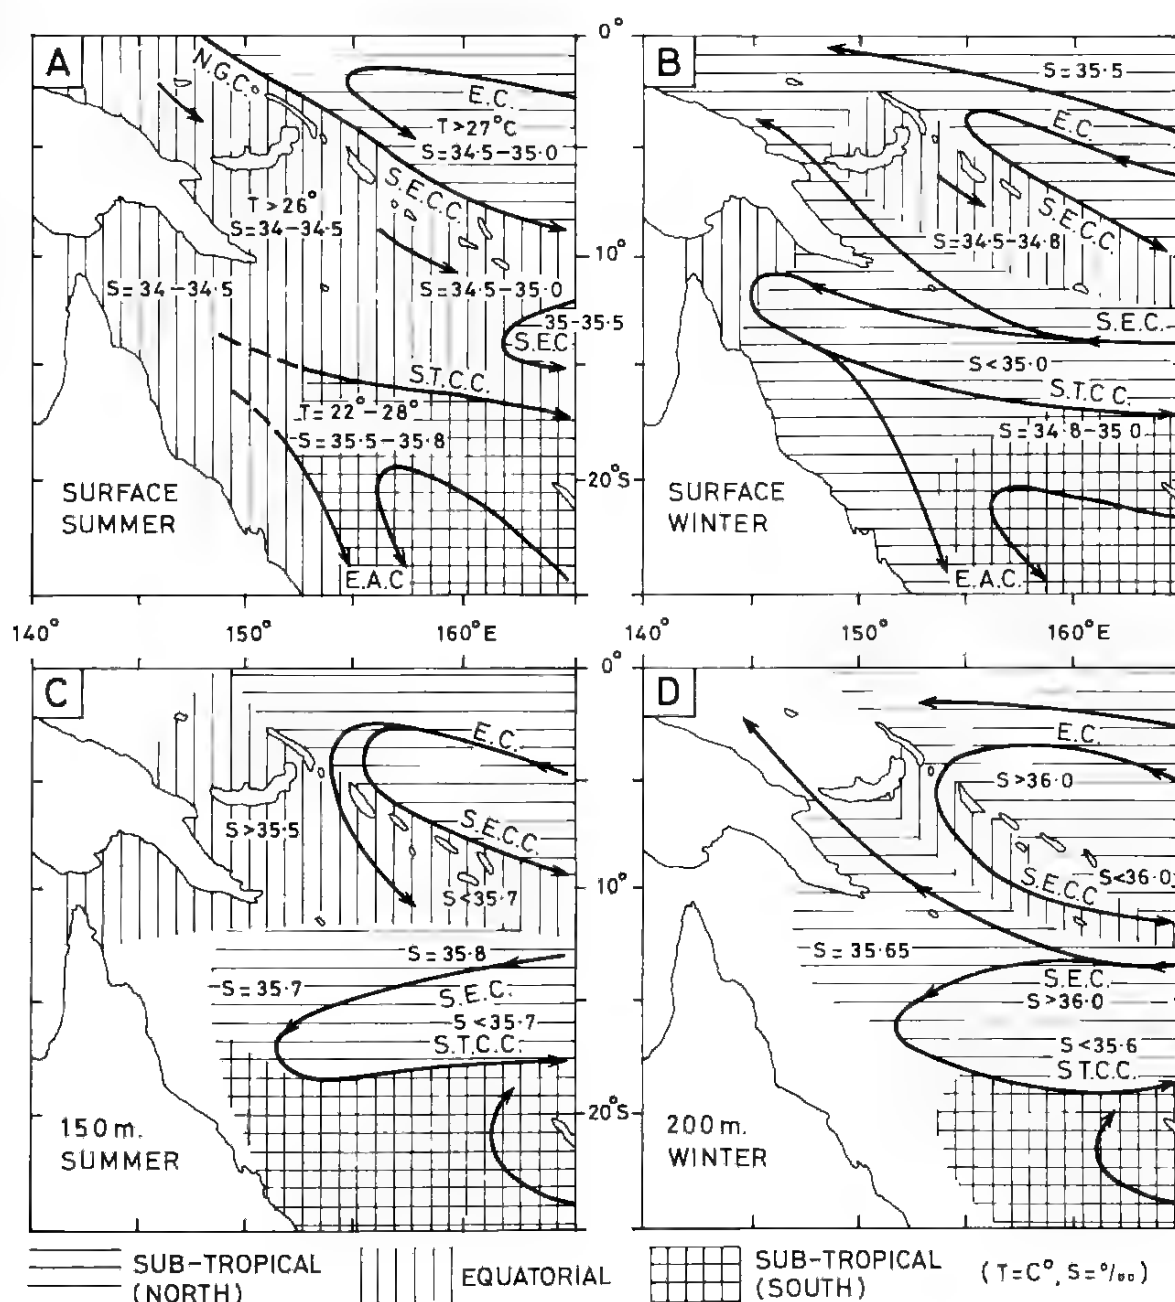 A
N.G.C.
E.C.
T>27°C
S=34·5-35·0
S.E.C.C.
T>26°
S=34-34·5
S=34-34·5
S=34·5-35·0
35-35·5
S.E.C.
S.T.C.C.
T=22°-28°
S=35·5-35·8
SURFACE
SUMMER
E.A.C.
0°
10°
20°S
B
S=35·5
E.C.
S.E.C.C.
S=34·5-34·8
S.E.C.
S<35·0
S.T.C.C.
S=34·8-35·0
SURFACE
WINTER
E.A.C.
140° 150° 160°E 140° 150° 160°E
C
E.C.
S>35·5
S.E.C.C.
S<35·7
S=35·8
S=35·7
S.E.C.
S<35·7
S.T.C.C.
150m.
SUMMER
0°
10°
20°S
D
E.C.
S>36·0
S<36·0
S.E.C.C
S=35·65
S.E.C.
S>36·0
S<35·6
S.T.C.C.
200m.
WINTER
SUB-TROPICAL
(NORTH)
EQUATORIAL
SUB-TROPICAL
(SOUTH)
(T=C°, S=°/oo)